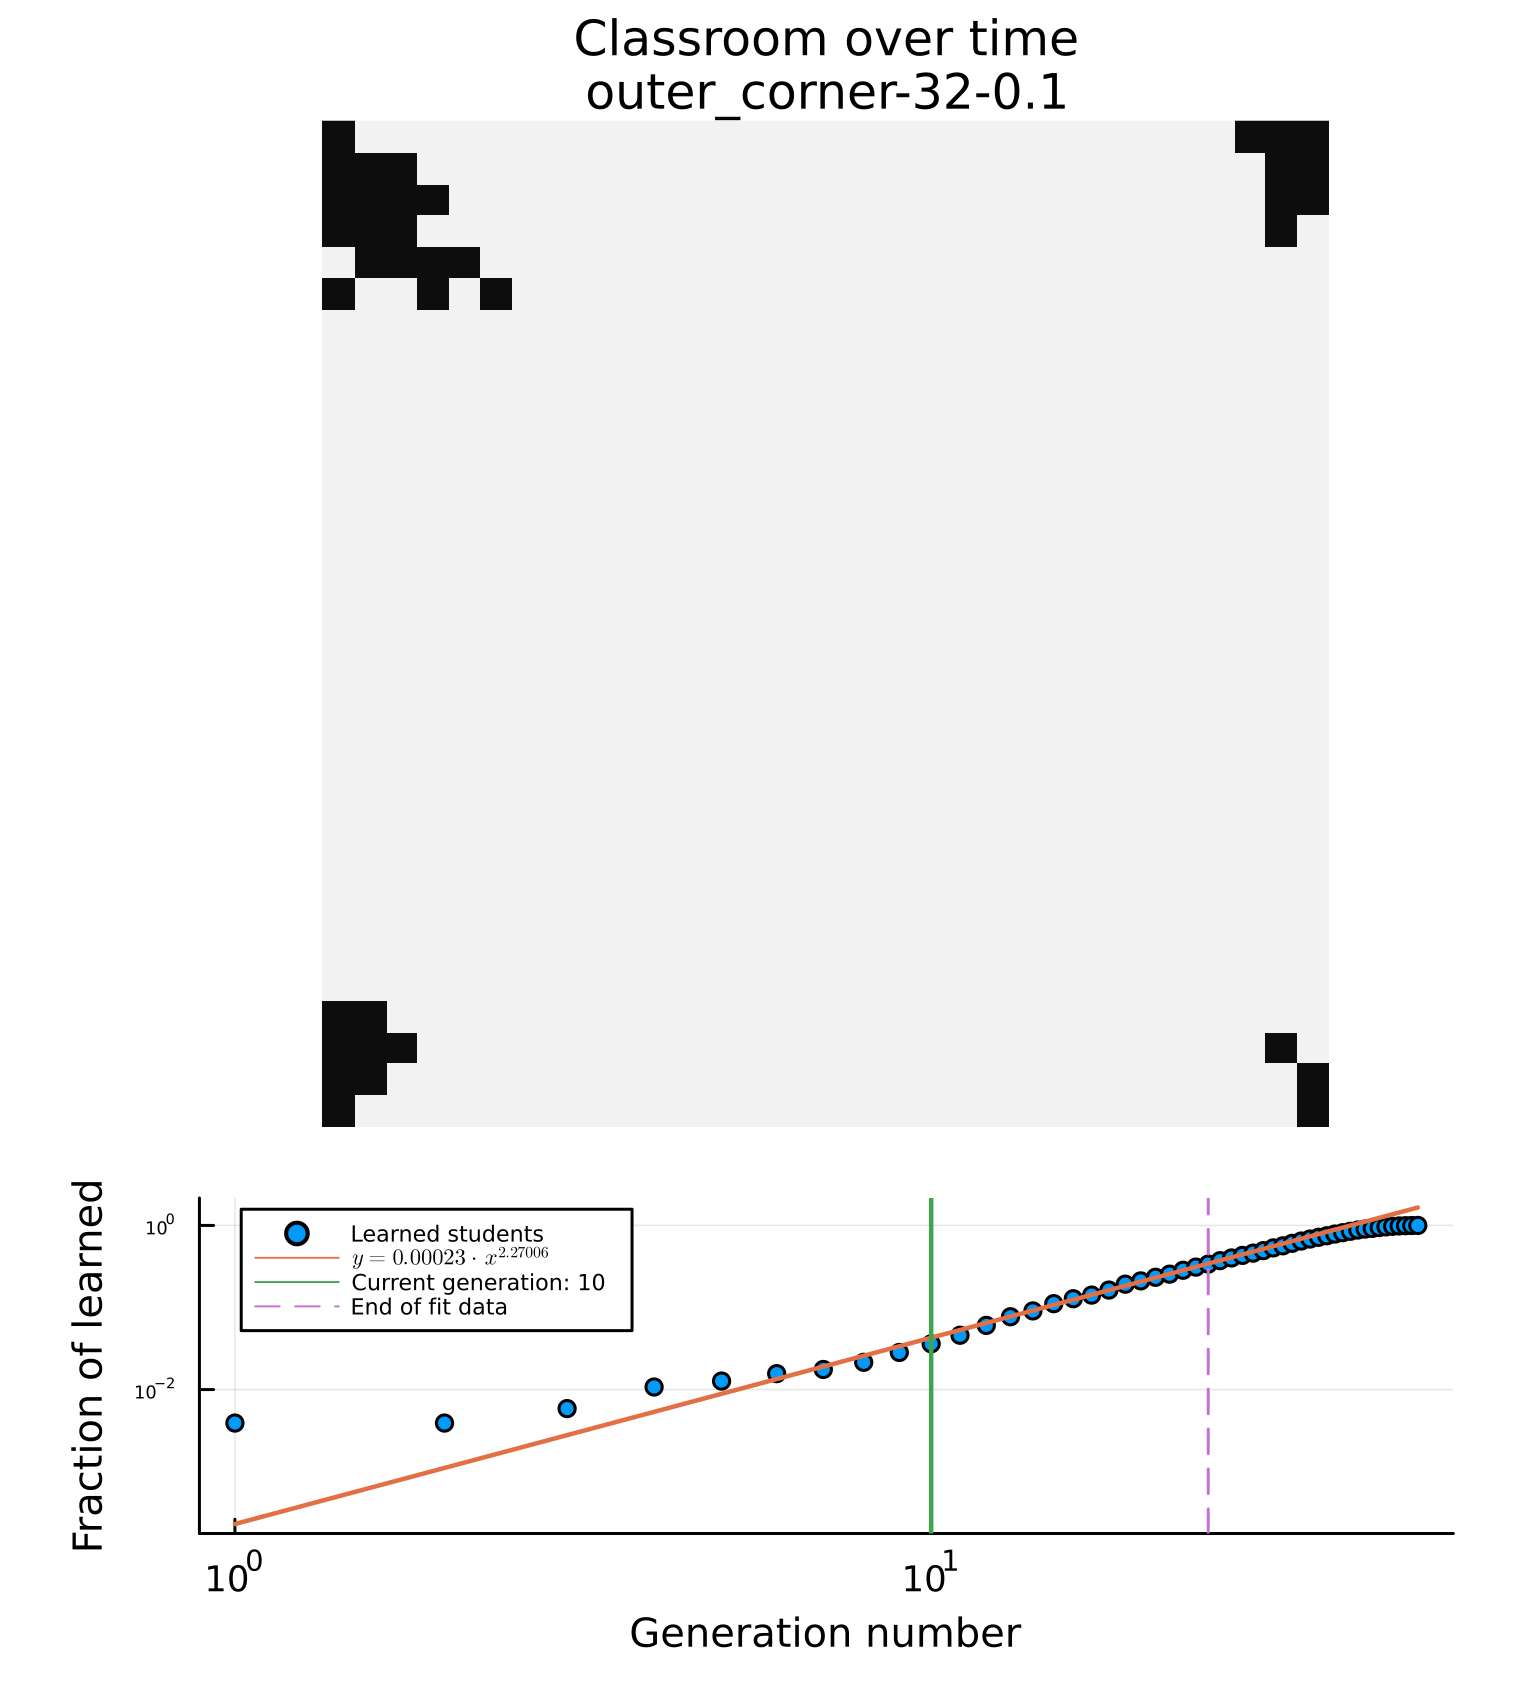 Classroom over time
outer_corner-32-0.1
Fraction of learned
10^0
10^−2
Learned students
y = 0.00023 · x^2.27006
Current generation: 10
End of fit data
10^0
10^1
Generation number